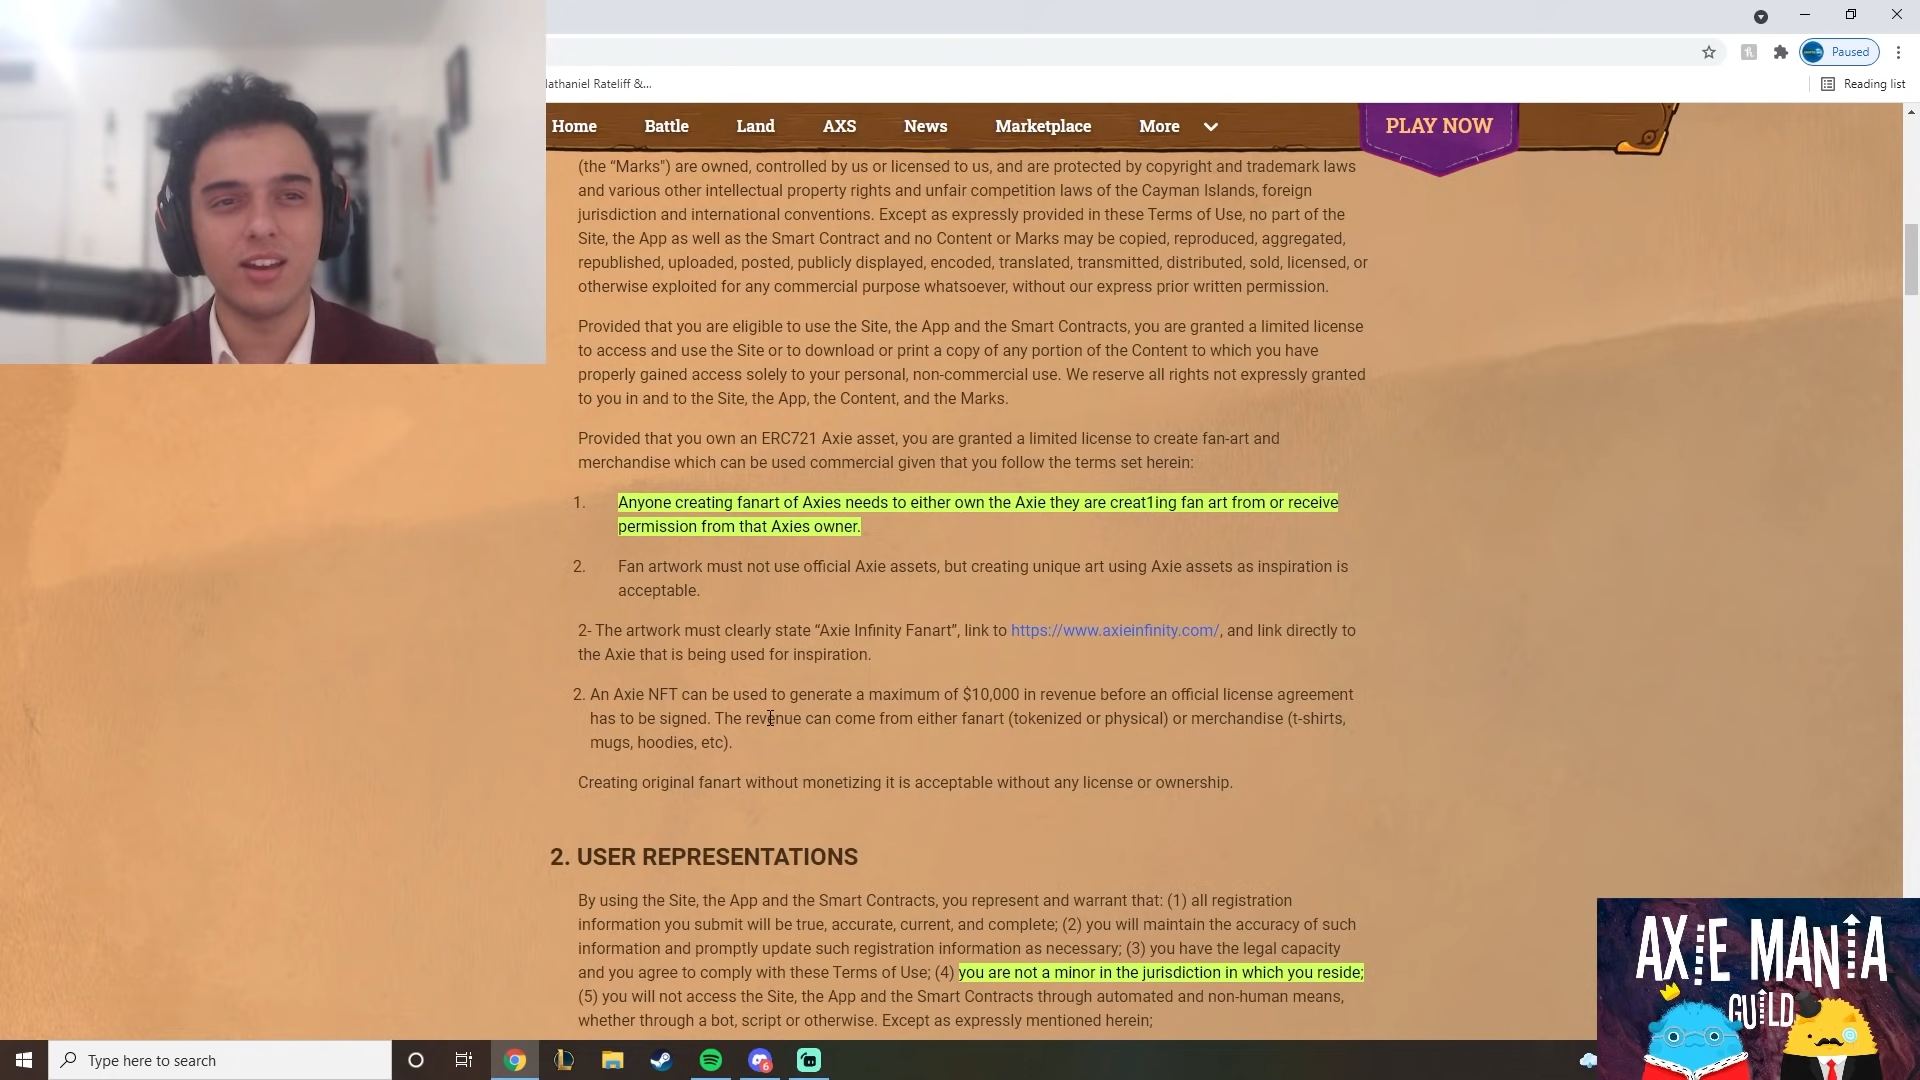 Paused
lathaniel Rateliff &...
Reading list
Home Battle Land AXS News Marketplace More PLAY NOW
(the “Marks") are owned, controlled by us or licensed to us, and are protected by copyright and trademark laws
and various other intellectual property rights and unfair competition laws of the Cayman Islands, foreign
jurisdiction and international conventions. Except as expressly provided in these Terms of Use, no part of the
Site, the App as well as the Smart Contract and no Content or Marks may be copied, reproduced, aggregated,
republished, uploaded, posted, publicly displayed, encoded, translated, transmitted, distributed, sold, licensed, or
otherwise exploited for any commercial purpose whatsoever, without our express prior written permission.
Provided that you are eligible to use the Site, the App and the Smart Contracts, you are granted a limited license
to access and use the Site or to download or print a copy of any portion of the Content to which you have
properly gained access solely to your personal, non-commercial use. We reserve all rights not expressly granted
to you in and to the Site, the App, the Content, and the Marks.
Provided that you own an ERC721 Axie asset, you are granted a limited license to create fan-art and
merchandise which can be used commercial given that you follow the terms set herein:
1. Anyone creating fanart of Axies needs to either own the Axie they are creat1ing fan art from or receive
permission from that Axies owner.
2. Fan artwork must not use official Axie assets, but creating unique art using Axie assets as inspiration is
acceptable.
2- The artwork must clearly state “Axie Infinity Fanart”, link to https://www.axieinfinity.com/, and link directly to
the Axie that is being used for inspiration.
2. An Axie NFT can be used to generate a maximum of $10,000 in revenue before an official license agreement
has to be signed. The revenue can come from either fanart (tokenized or physical) or merchandise (t-shirts,
mugs, hoodies, etc).
Creating original fanart without monetizing it is acceptable without any license or ownership.
2. USER REPRESENTATIONS
By using the Site, the App and the Smart Contracts, you represent and warrant that: (1) all registration
information you submit will be true, accurate, current, and complete; (2) you will maintain the accuracy of such
information and promptly update such registration information as necessary; (3) you have the legal capacity
and you agree to comply with these Terms of Use; (4) you are not a minor in the jurisdiction in which you reside;
(5) you will not access the Site, the App and the Smart Contracts through automated and non-human means,
whether through a bot, script or otherwise. Except as expressly mentioned herein;
AXIE MANIA
GUILD
Type here to search
6